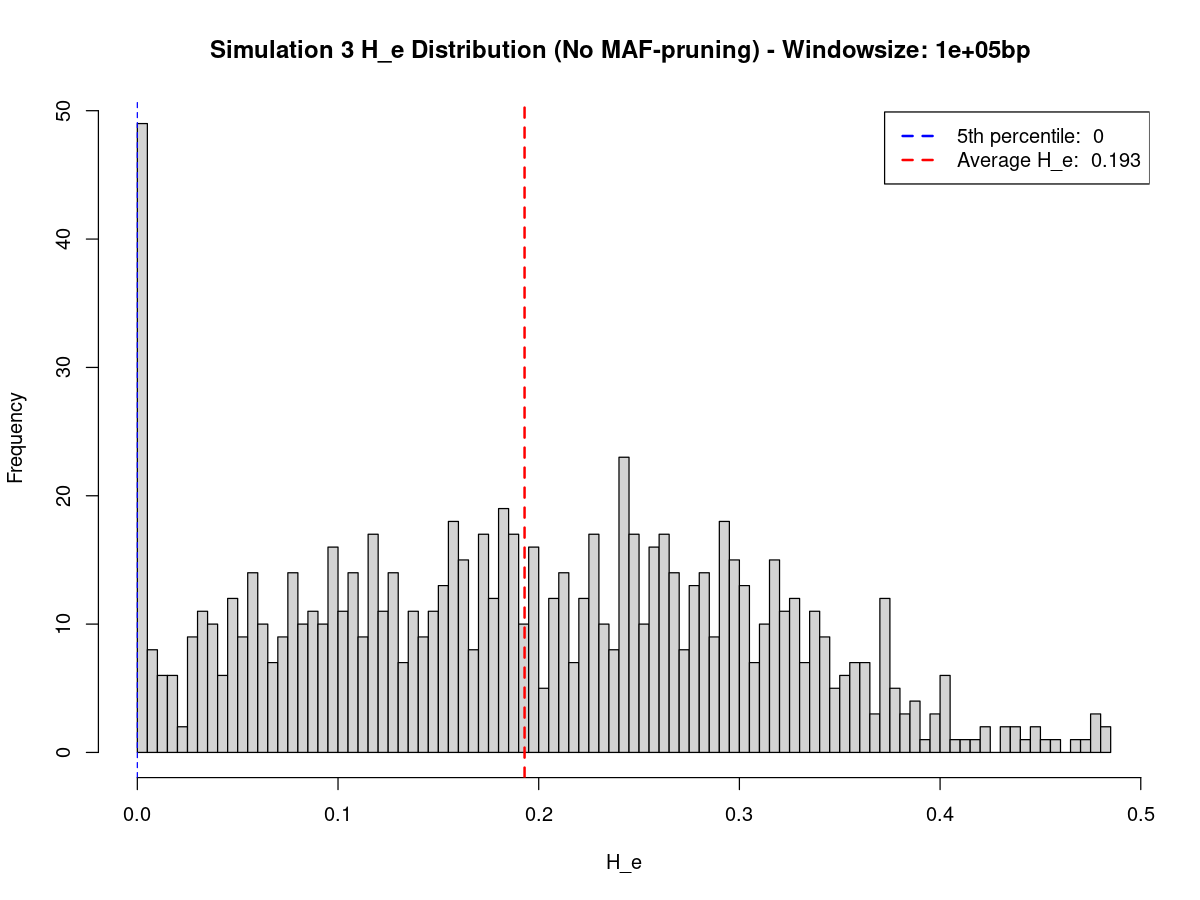 Simulation 3 H_e Distribution (No MAF-pruning) - Windowsize: 1e+05bp
5th percentile:  0
Average H_e:  0.193
Frequency
50
40
30
20
10
0
0.0 0.1 0.2 0.3 0.4 0.5
H_e